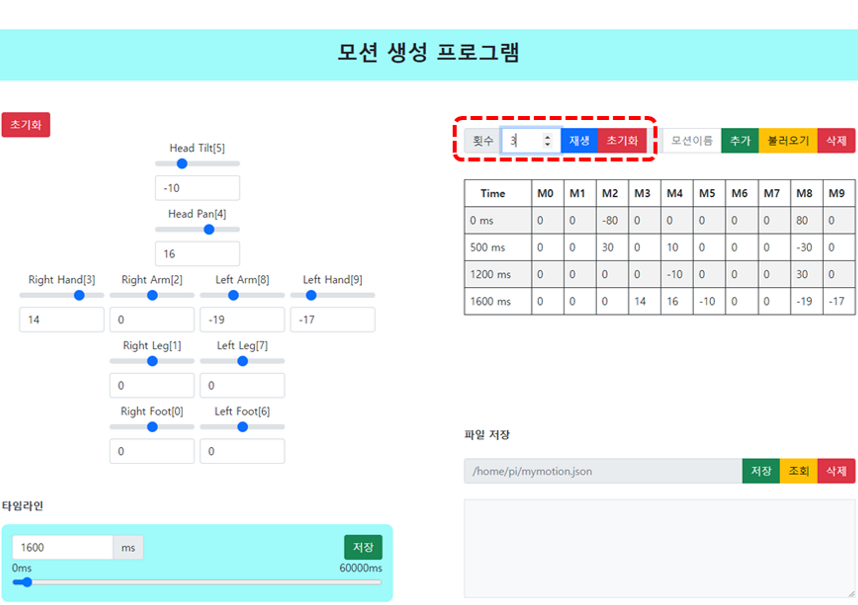 모션 생성 프로그램
초기화
Head Tilt[5]
-10
Head Pan[4]
16
Right Hand[3] Right Arm[2] Left Arm[8] Left Hand[9]
14 0 -19 -17
Right Leg[1] Left Leg[7]
0 0
Right Foot[0] Left Foot[6]
0 0
타임라인
1600 ms 저장
0ms 60000ms
횟수 3 재생 초기화 모션이름 추가 불러오기 삭제
Time M0 M1 M2 M3 M4 M5 M6 M7 M8 M9
0 ms 0 0 -80 0 0 0 0 0 80 0
500 ms 0 0 30 0 10 0 0 0 -30 0
1200 ms 0 0 0 0 -10 0 0 0 30 0
1600 ms 0 0 0 14 16 -10 0 0 -19 -17
파일 저장
/home/pi/mymotion.json 저장 조회 삭제